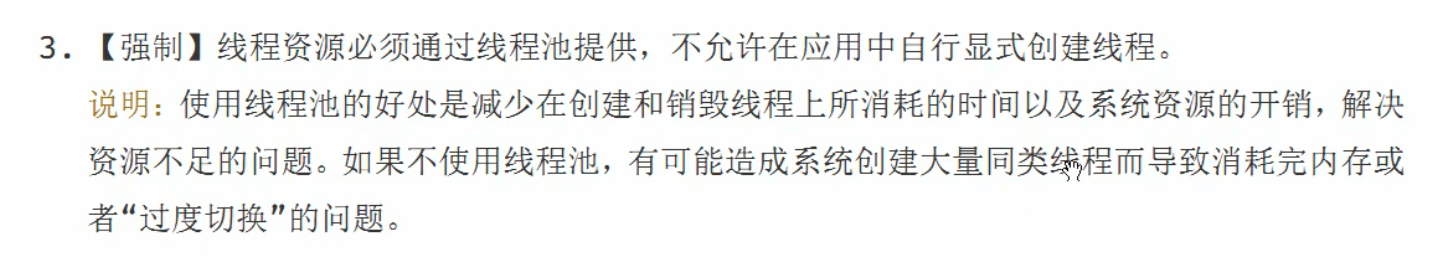 3. 【强制】线程资源必须通过线程池提供，不允许在应用中自行显式创建线程。
说明：使用线程池的好处是减少在创建和销毁线程上所消耗的时间以及系统资源的开销，解决
资源不足的问题。如果不使用线程池，有可能造成系统创建大量同类线程而导致消耗完内存或
者“过度切换”的问题。